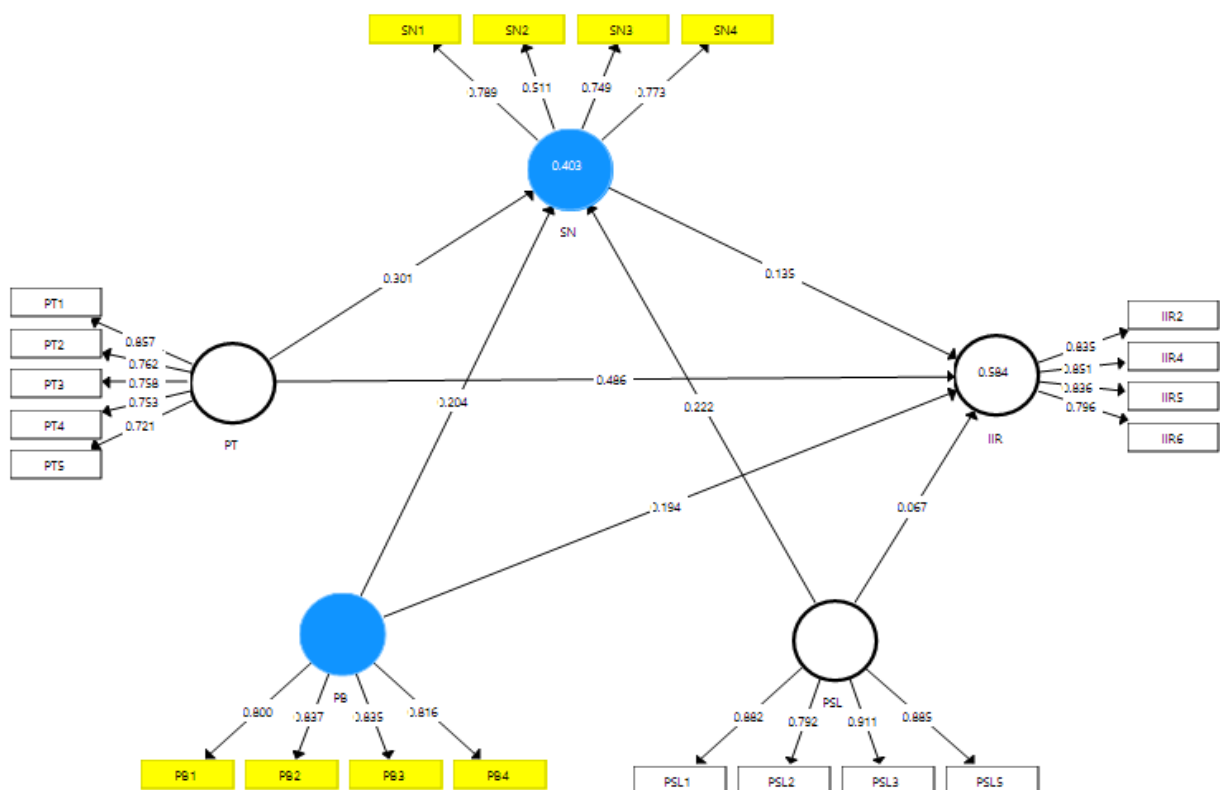 SN1 SN2 SN3 SN4
0.789 0.511 0.749 0.773
0.403
SN
0.301
0.135
PT1
PT2
PT3
PT4
PT5
0.857
0.762
0.758
0.753
0.721
PT
0.486
0.204
0.222
0.584
IIR
0.835
0.851
0.836
0.796
IIR2
IIR4
IIR5
IIR6
0.194
0.067
PB
0.800 0.837 0.835 0.816
PB1 PB2 PB3 PB4
PSL
0.882 0.792 0.911 0.885
PSL1 PSL2 PSL3 PSL5